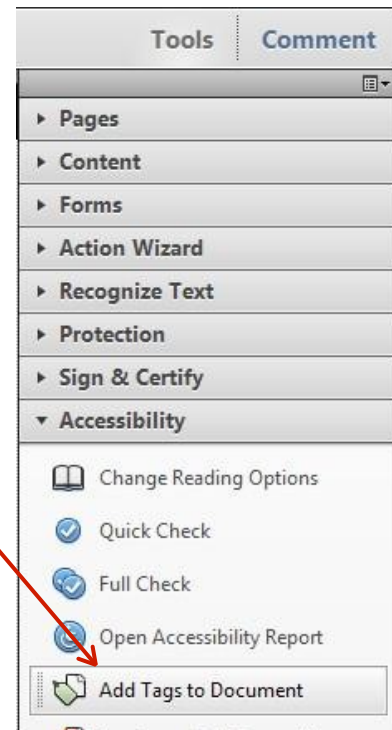 Tools Comment
Pages
Content
Forms
Action Wizard
Recognize Text
Protection
Sign & Certify
Accessibility
Change Reading Options
Quick Check
Full Check
Open Accessibility Report
Add Tags to Document